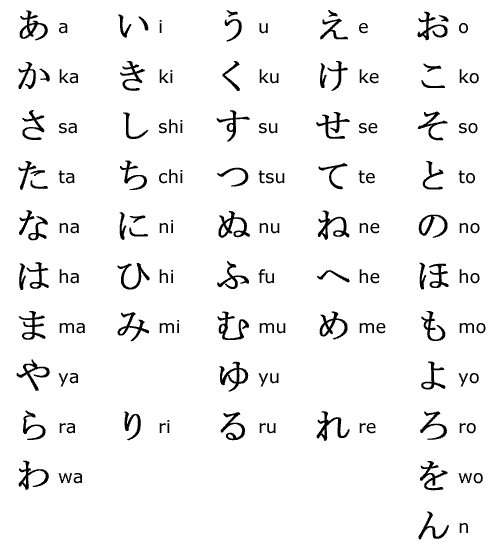 あ a い i う u え e お o
か ka き ki く ku け ke こ ko
さ sa し shi す su せ se そ so
た ta ち chi つ tsu て te と to
な na に ni ぬ nu ね ne の no
は ha ひ hi ふ fu へ he ほ ho
ま ma み mi む mu め me も mo
や ya ゆ yu よ yo
ら ra り ri る ru れ re ろ ro
わ wa を wo
ん n